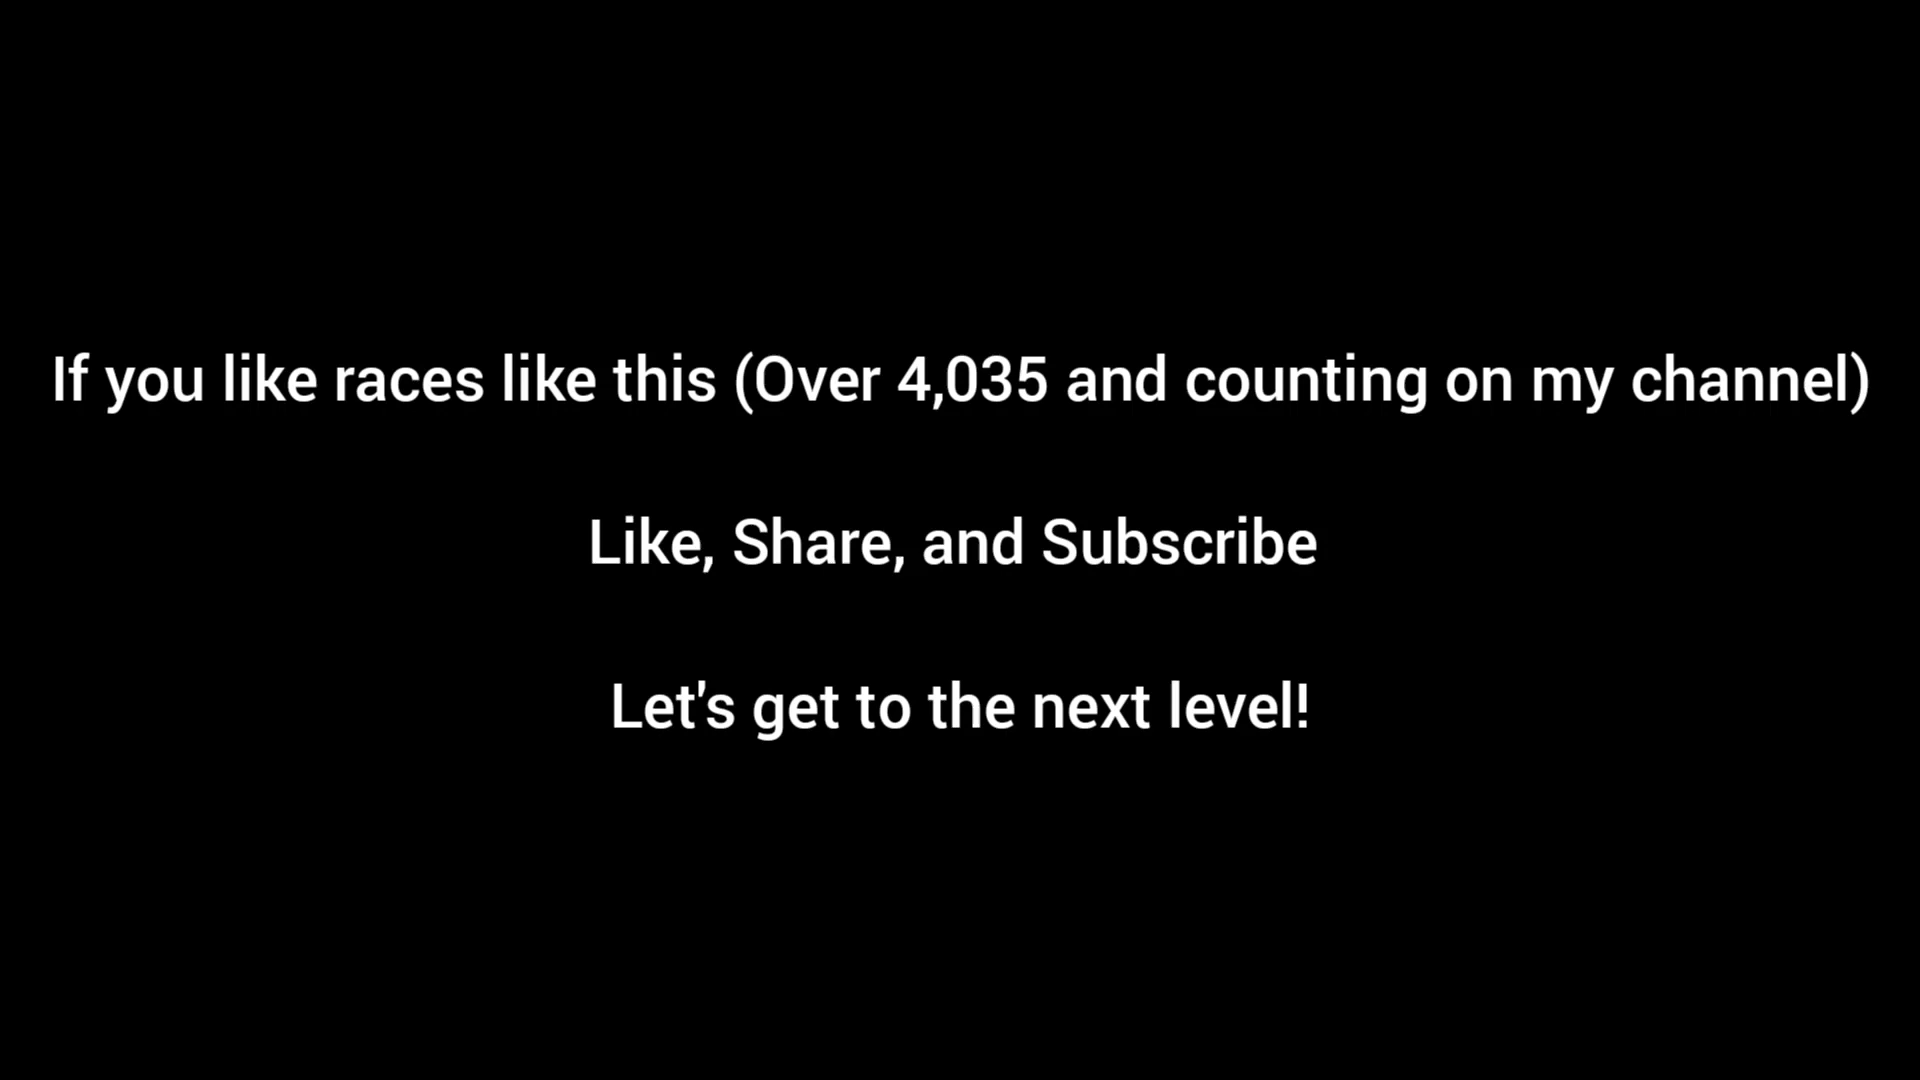 If you like races like this (Over 4,035 and counting on my channel)
Like, Share, and Subscribe
Let's get to the next level!